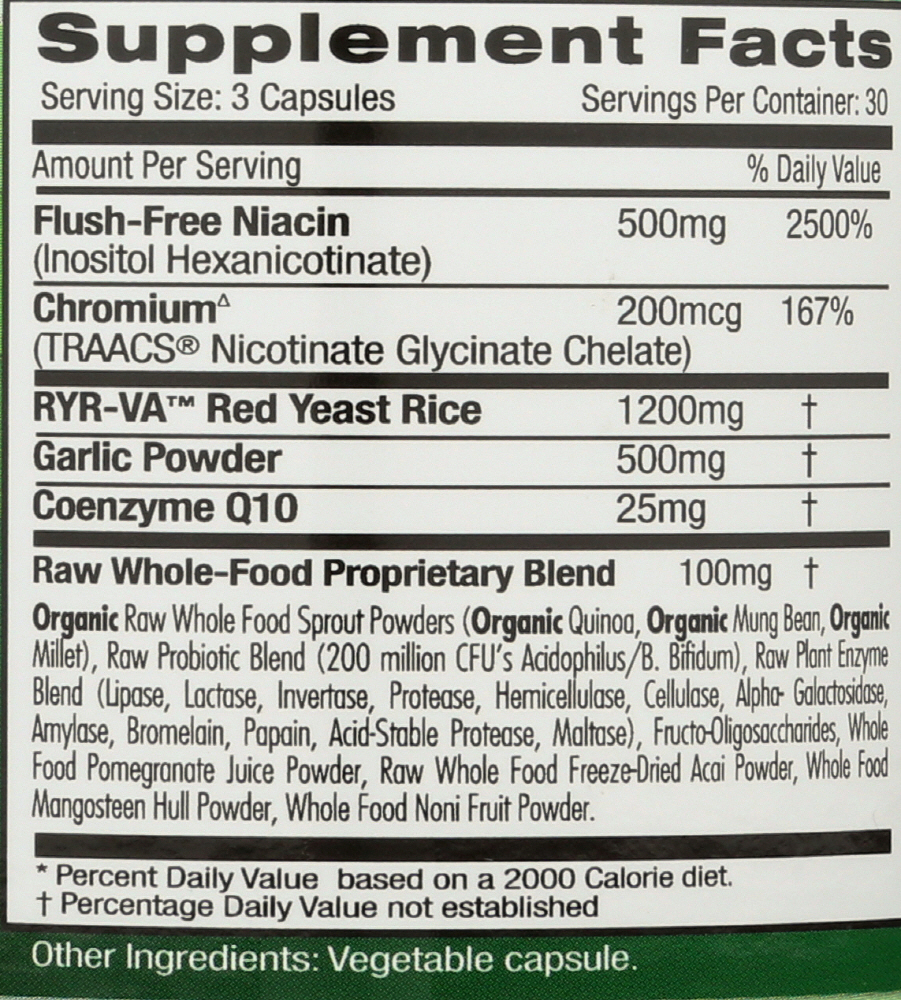 Supplement Facts
Serving Size: 3 Capsules Servings Per Container: 30
Amount Per Serving % Daily Value
Flush-Free Niacin 500mg 2500%
(Inositol Hexanicotinate)
Chromium∆ 200mcg 167%
(TRAACS® Nicotinate Glycinate Chelate)
RYR-VA™ Red Yeast Rice 1200mg †
Garlic Powder 500mg †
Coenzyme Q10 25mg †
Raw Whole-Food Proprietary Blend 100mg †
Organic Raw Whole Food Sprout Powders (Organic Quinoa, Organic Mung Bean, Organic
Millet), Raw Probiotic Blend (200 million CFU's Acidophilus/B. Bifidum), Raw Plant Enzyme
Blend (Lipase, Lactase, Invertase, Protease, Hemicellulase, Cellulase, Alpha- Galactosidase,
Amylase, Bromelain, Papain, Acid-Stable Protease, Maltase), Fructo-Oligosaccharides, Whole
Food Pomegranate Juice Powder, Raw Whole Food Freeze-Dried Acai Powder, Whole Food
Mangosteen Hull Powder, Whole Food Noni Fruit Powder.
* Percent Daily Value based on a 2000 Calorie diet.
† Percentage Daily Value not established
Other Ingredients: Vegetable capsule.